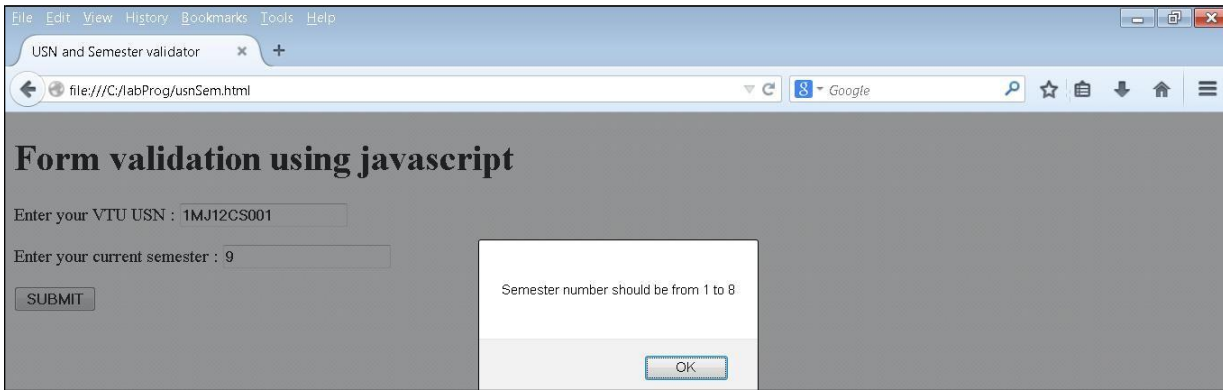 File Edit View History Bookmarks Tools Help
USN and Semester validator × +
file:///C:/labProg/usnSem.html
8 Google
Form validation using javascript
Enter your VTU USN : 1MJ12CS001
Enter your current semester : 9
SUBMIT
Semester number should be from 1 to 8
OK